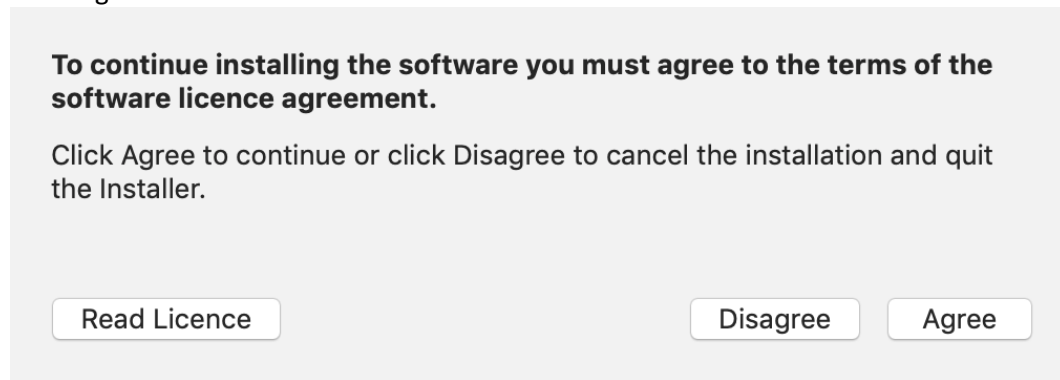 To continue installing the software you must agree to the terms of the
software licence agreement.
Click Agree to continue or click Disagree to cancel the installation and quit
the Installer.
Read Licence
Disagree
Agree